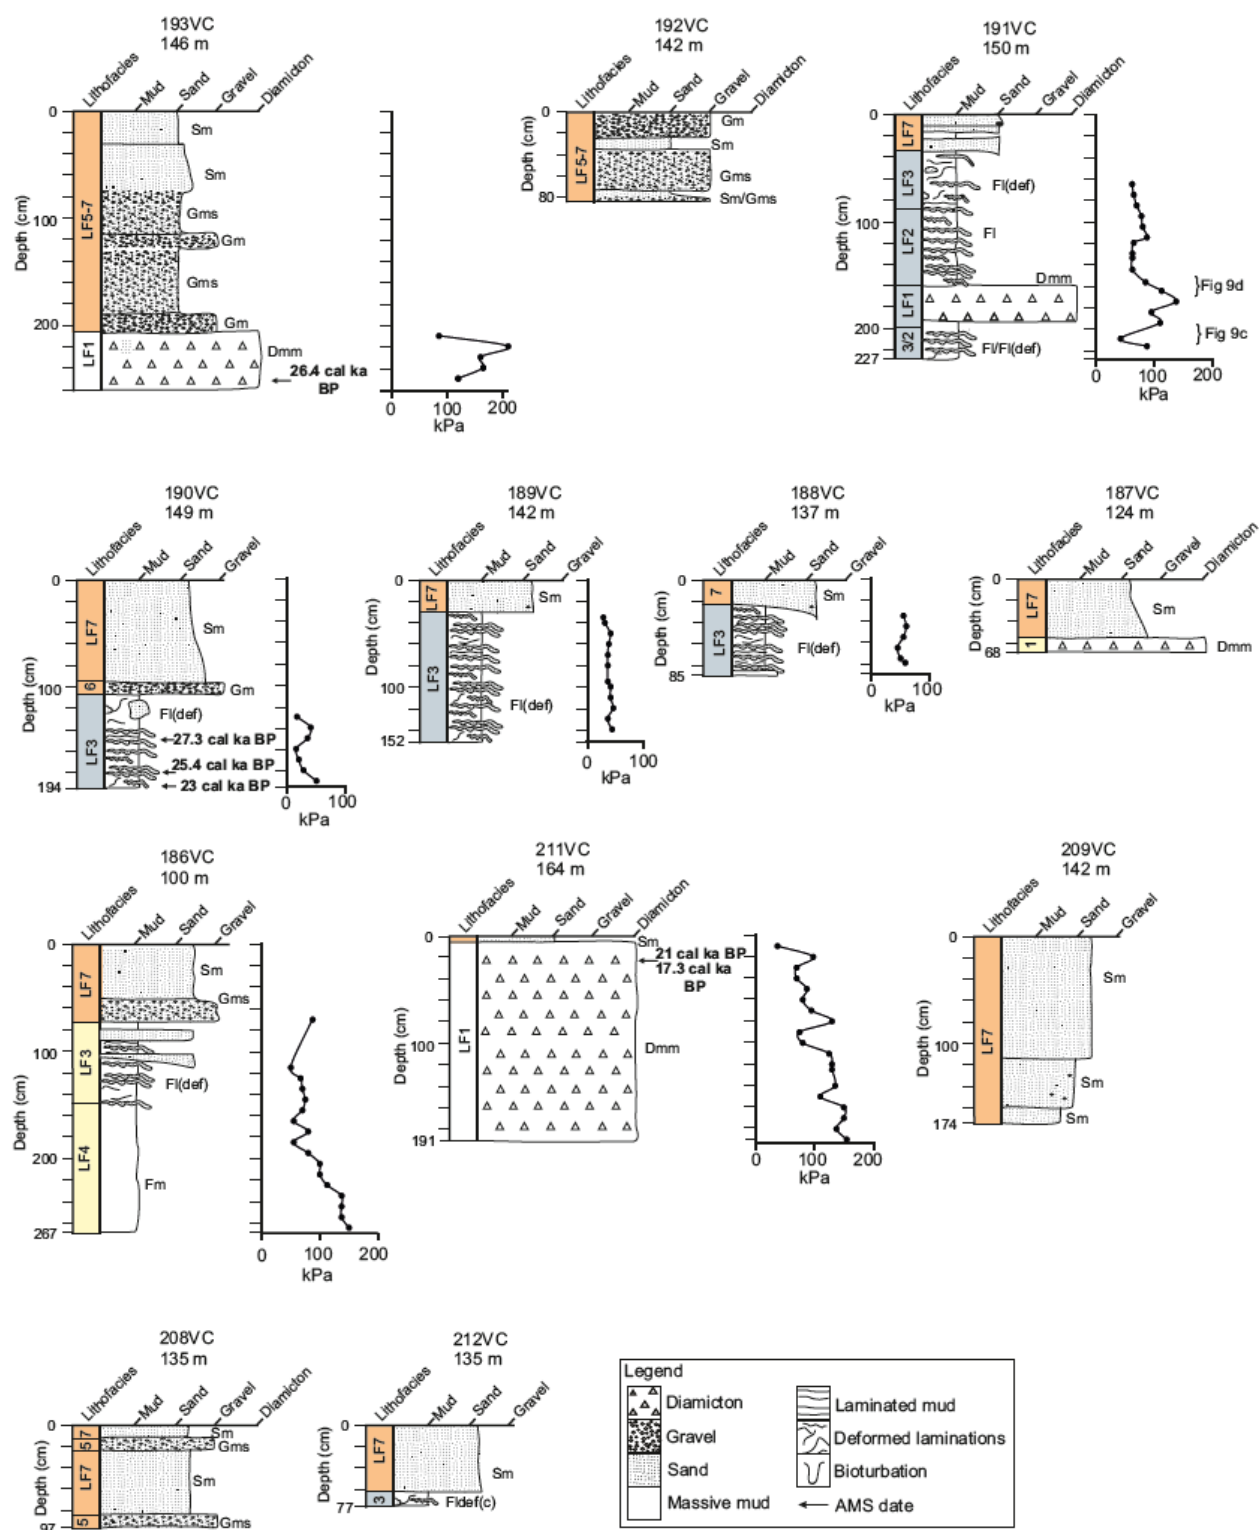 193VC
146 m
Lithofacies
Mud
Sand
Gravel
Diamicton
0
100
200
Depth (cm)
LF5-7
LF1
Sm
Sm
Gms
Gm
Gms
Gm
Dmm
26.4 cal ka
BP
0 100 200
kPa
192VC
142 m
Lithofacies
Mud
Sand
Gravel
Diamicton
0
80
Depth (cm)
LF5-7
Gm
Sm
Gms
Sm/Gms
191VC
150 m
Lithofacies
Mud
Sand
Gravel
Diamicton
0
100
200
227
Depth (cm)
LF7
LF3
LF2
LF1
3/2
Fl(def)
Fl
Dmm
Fl/Fl(def)
}Fig 9d
}Fig 9c
0 100 200
kPa
190VC
149 m
Lithofacies
Mud
Sand
Gravel
0
100
194
Depth (cm)
LF7
6
LF3
Sm
Gm
Fl(def)
27.3 cal ka BP
25.4 cal ka BP
23 cal ka BP
0 100
kPa
189VC
142 m
Lithofacies
Mud
Sand
Gravel
0
100
152
Depth (cm)
LF7
LF3
Sm
Fl(def)
0 100
kPa
188VC
137 m
Lithofacies
Mud
Sand
Gravel
0
85
Depth (cm)
7
LF3
Sm
Fl(def)
0 100
kPa
187VC
124 m
Lithofacies
Mud
Sand
Gravel
Diamicton
0
68
Depth (cm)
LF7
1
Sm
Dmm
186VC
100 m
Lithofacies
Mud
Sand
Gravel
0
100
200
267
Depth (cm)
LF7
LF3
LF4
Sm
Gms
Fl(def)
Fm
0 100 200
kPa
211VC
164 m
Lithofacies
Mud
Sand
Gravel
Diamicton
0
100
191
Depth (cm)
LF1
Sm
21 cal ka BP
17.3 cal ka
BP
Dmm
0 100 200
kPa
209VC
142 m
Lithofacies
Mud
Sand
Gravel
0
100
174
Depth (cm)
LF7
Sm
Sm
Sm
208VC
135 m
Lithofacies
Mud
Sand
Gravel
Diamicton
0
97
Depth (cm)
7
5
LF7
5
Sm
Gms
Sm
Gms
212VC
135 m
Lithofacies
Mud
Sand
Gravel
0
77
Depth (cm)
LF7
3
Sm
Fldef(c)
Legend
Diamicton
Gravel
Sand
Massive mud
Laminated mud
Deformed laminations
Bioturbation
AMS date